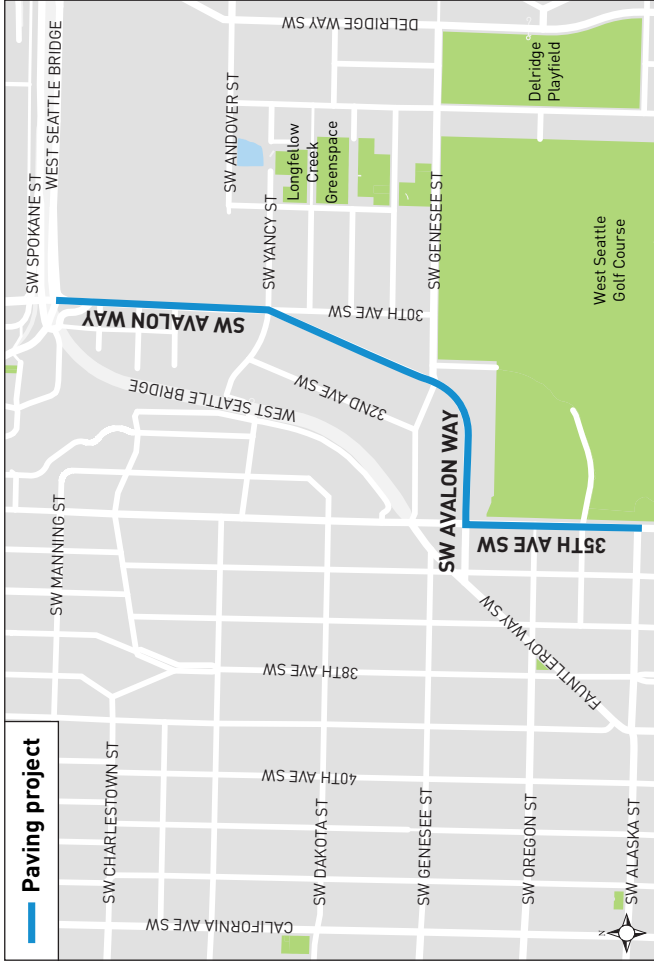 Paving project
SW SPOKANE ST
WEST SEATTLE BRIDGE
DELRIDGE WAY SW
SW ANDOVER ST
SW YANCY ST
Longfellow
Creek
Greenspace
Delridge
Playfield
SW GENESEE ST
SW AVALON WAY
30TH AVE SW
32ND AVE SW
WEST SEATTLE BRIDGE
West Seattle
Golf Course
SW MANNING ST
SW AVALON WAY
35TH AVE SW
FAUNTLEROY WAY SW
38TH AVE SW
SW CHARLESTOWN ST
40TH AVE SW
SW DAKOTA ST
SW GENESEE ST
SW OREGON ST
SW ALASKA ST
CALIFORNIA AVE SW
N